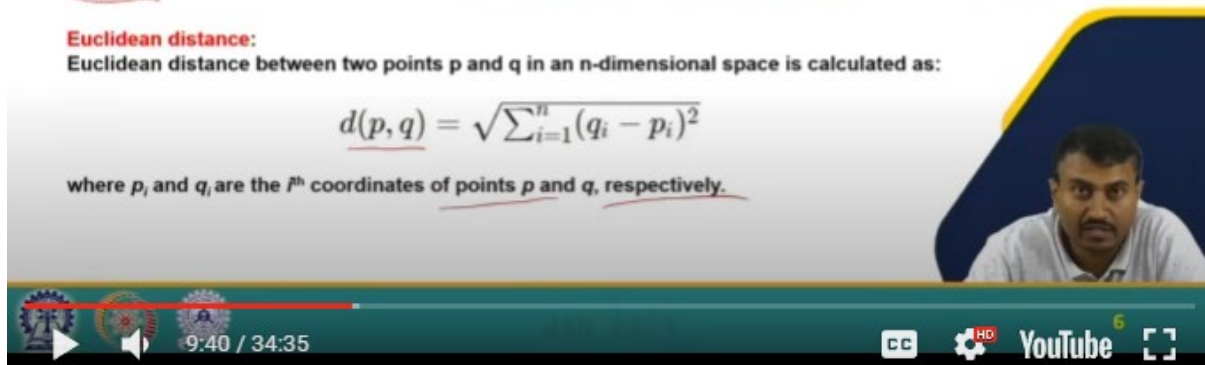 Euclidean distance:
Euclidean distance between two points p and q in an n-dimensional space is calculated as:
d(p, q) = √∑ⁿᵢ₌₁(qᵢ − pᵢ)²
where pᵢ and qᵢ are the iᵗʰ coordinates of points p and q, respectively.
6
9:40 / 34:35 CC HD YouTube